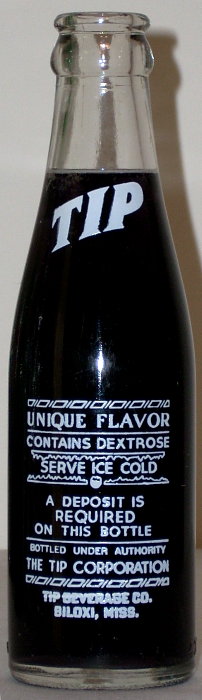 TIP
UNIQUE FLAVOR
CONTAINS DEXTROSE
SERVE ICE COLD
A DEPOSIT IS
REQUIRED
ON THIS BOTTLE
BOTTLED UNDER AUTHORITY
THE TIP CORPORATION
TIP BEVERAGE CO.
BILOXI, MISS.